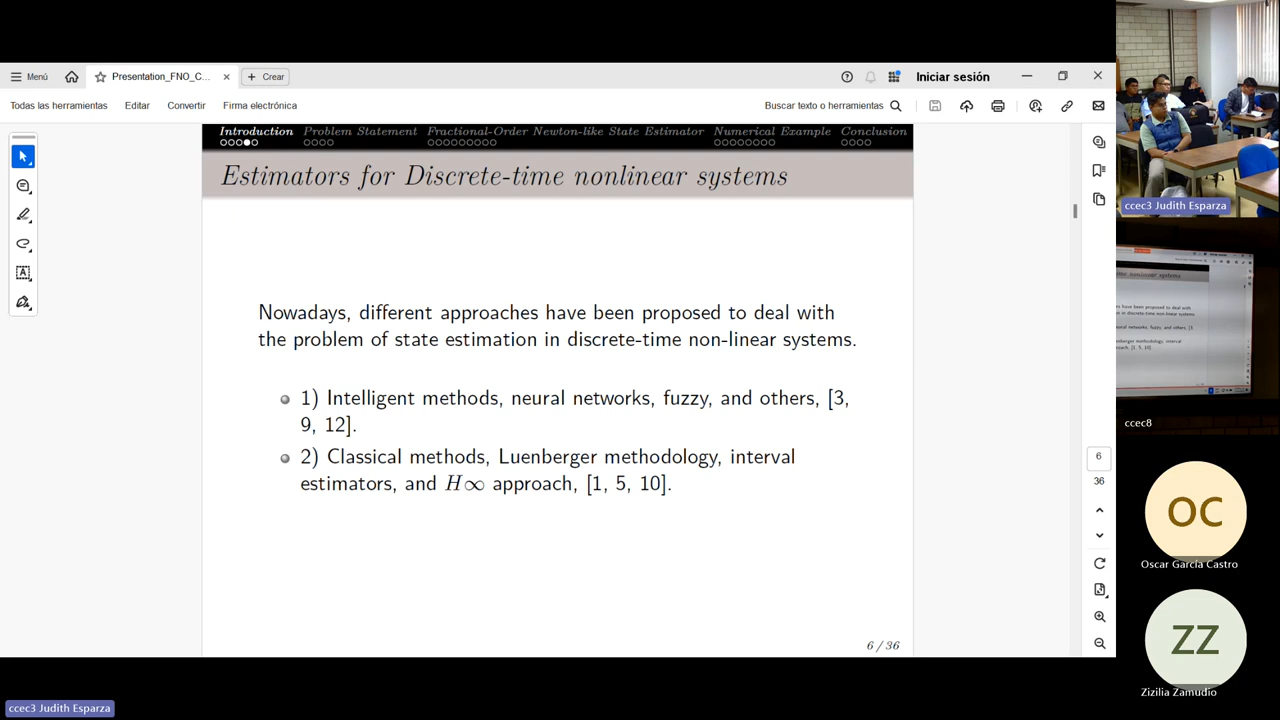 Menú
Presentation_FNO_C...
Crear
Iniciar sesión
Todas las herramientas
Editar
Convertir
Firma electrónica
Buscar texto o herramientas
Introduction
Problem Statement
Fractional-Order Newton-like State Estimator
Numerical Example
Conclusion
Estimators for Discrete-time nonlinear systems
Nowadays, different approaches have been proposed to deal with
the problem of state estimation in discrete-time non-linear systems.
1) Intelligent methods, neural networks, fuzzy, and others, [3,
9, 12].
2) Classical methods, Luenberger methodology, interval
estimators, and H∞ approach, [1, 5, 10].
6 / 36
6
36
ccec3 Judith Esparza
ccec8
OC
Oscar García Castro
ZZ
Zizilia Zamudio
ccec3 Judith Esparza